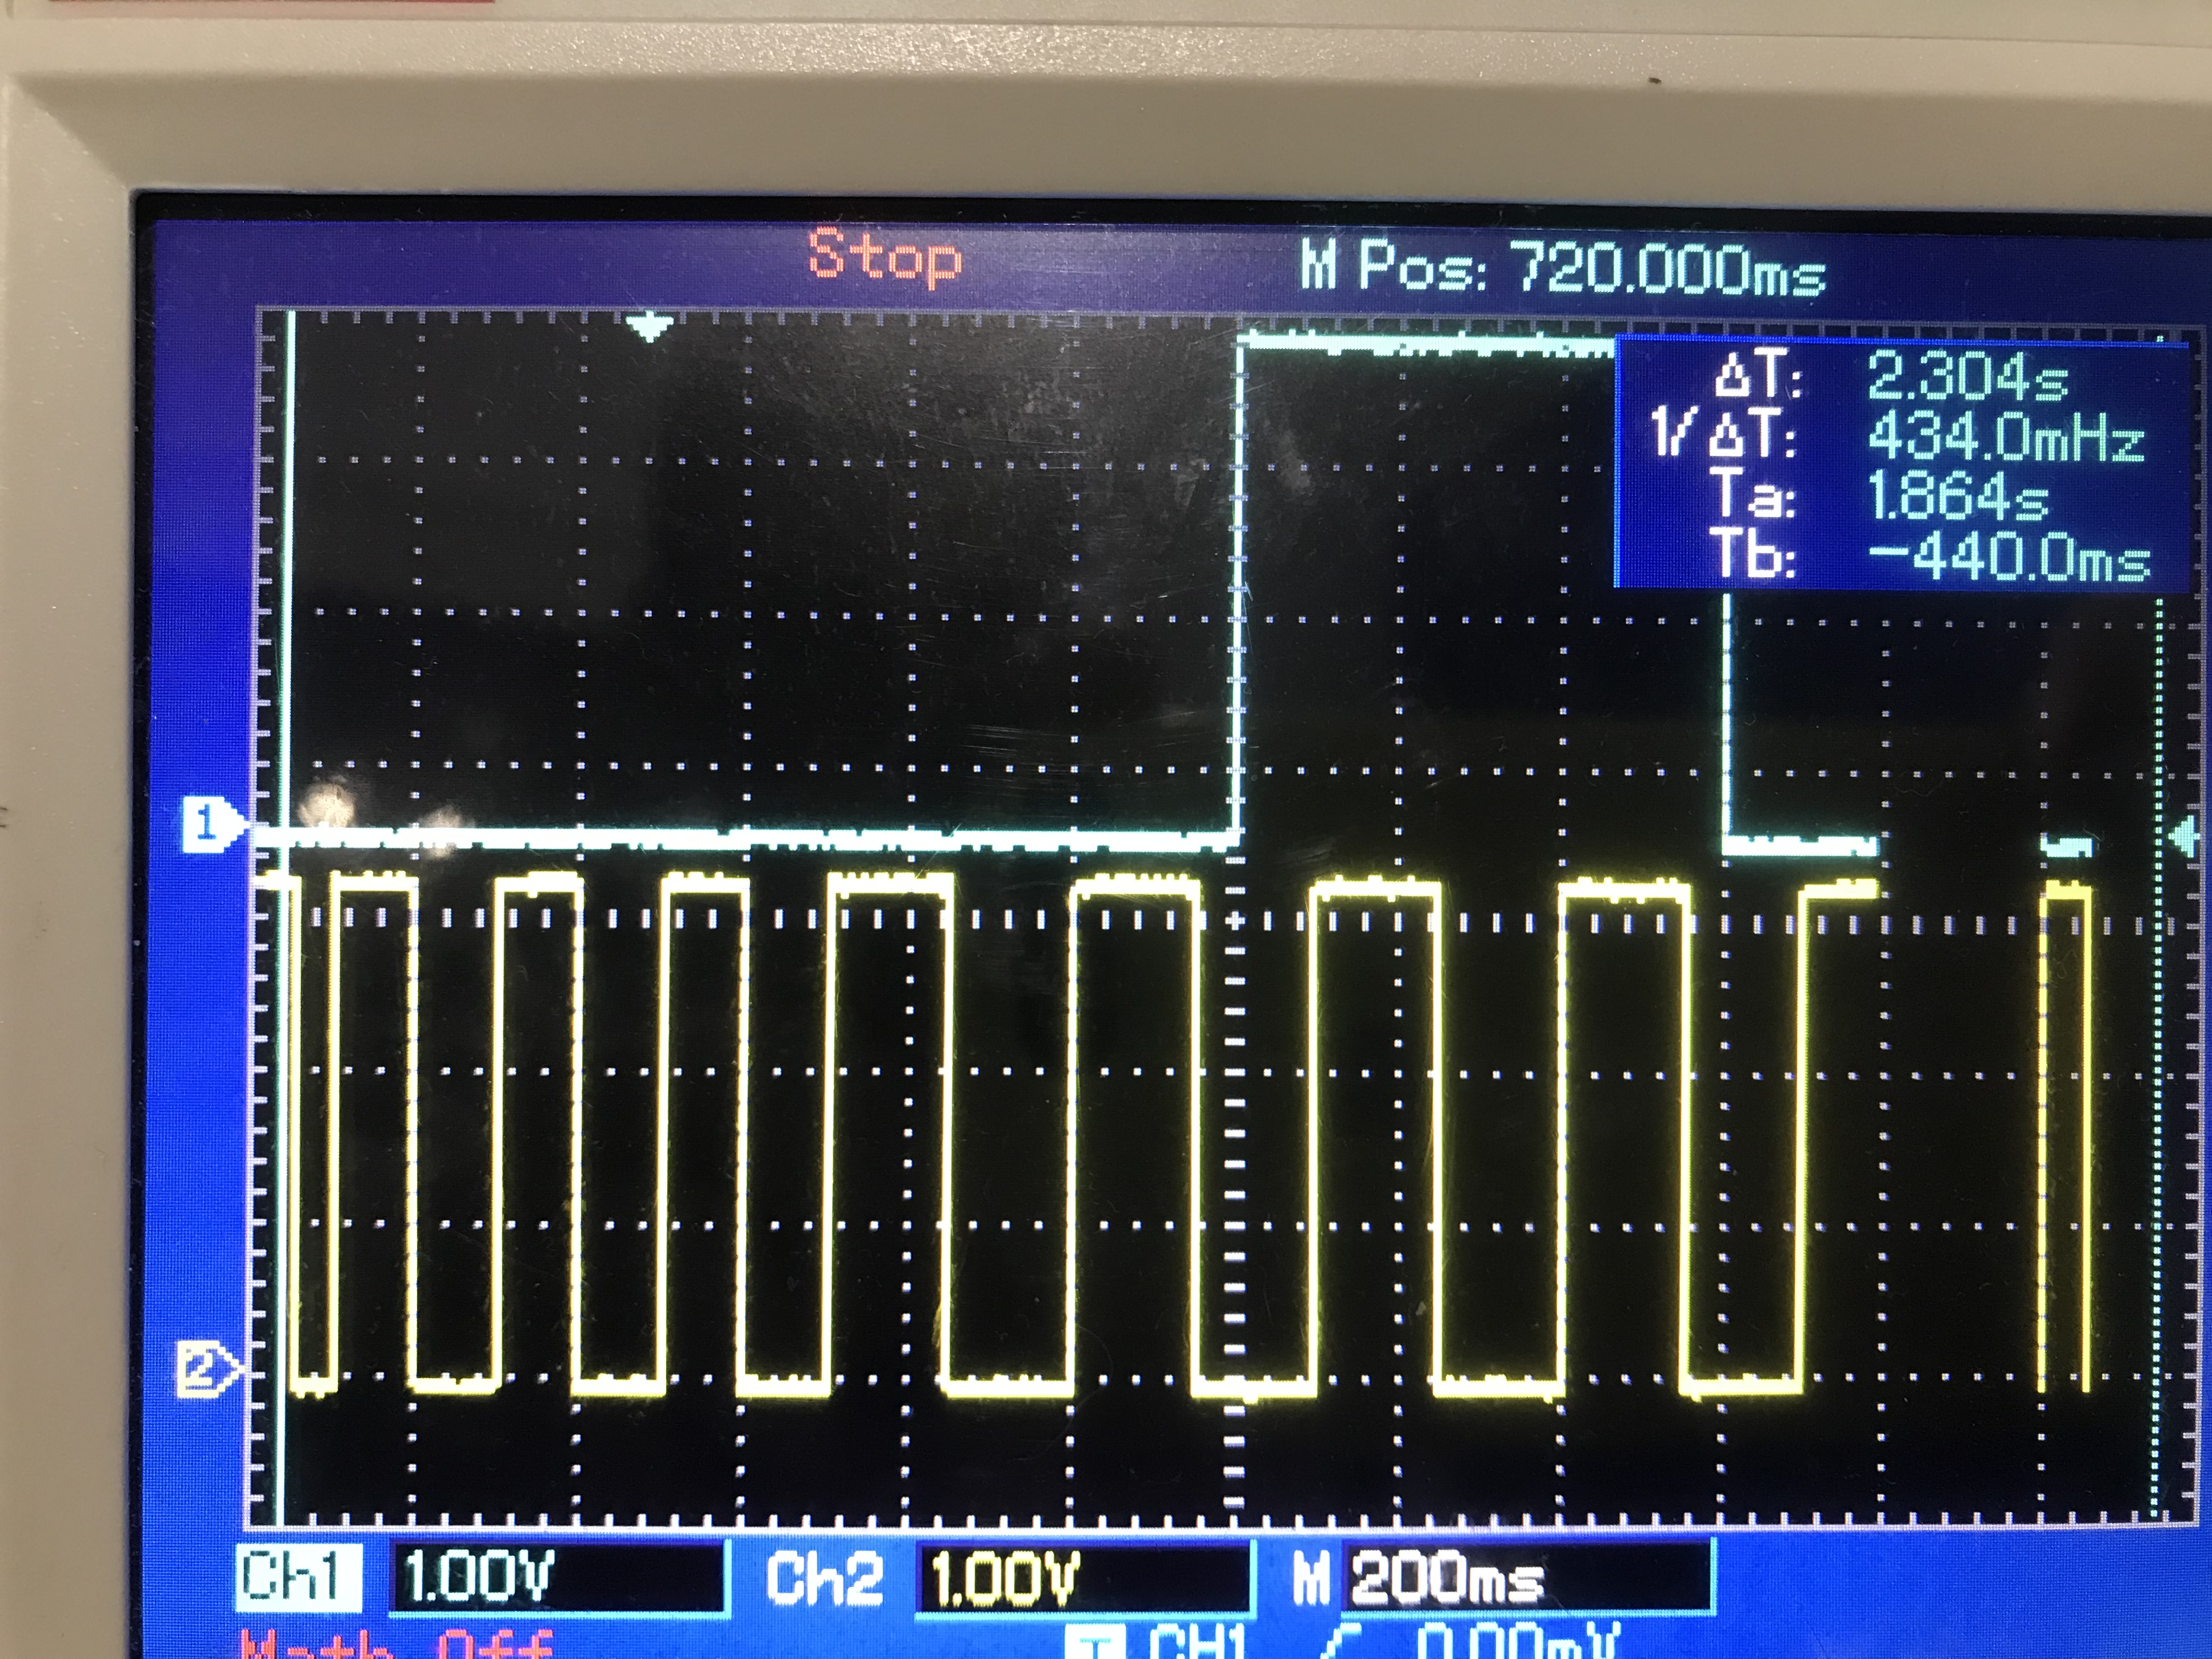 Stop M Pos: 720.000ms
ΔT: 2.304s
1/ΔT: 434.0mHz
Ta: 1.864s
Tb: -440.0ms
1
2
Ch1 1.00V Ch2 1.00V M 200ms
Math Off T CH1 / 0.00mV